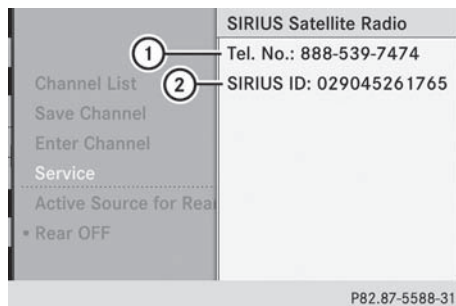 SIRIUS Satellite Radio
1 Tel. No.: 888-539-7474
2 SIRIUS ID: 029045261765
Channel List
Save Channel
Enter Channel
Service
Active Source for Rea
• Rear OFF
P82.87-5588-31